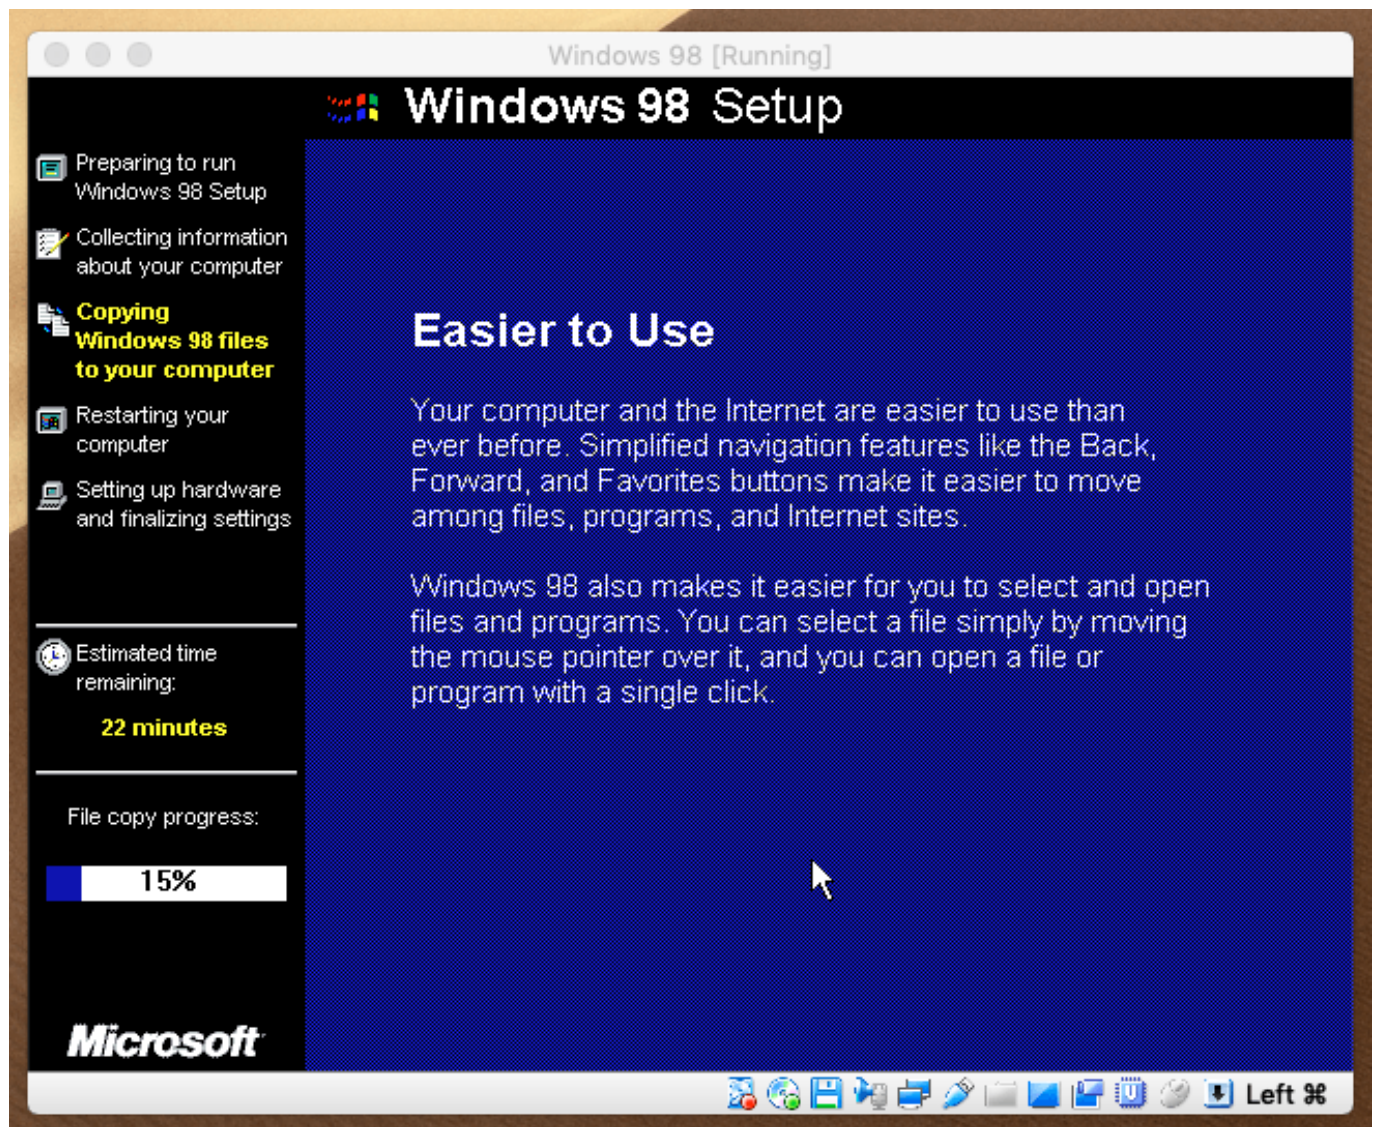 Windows 98 [Running]
Windows 98 Setup
Preparing to run
Windows 98 Setup
Collecting information
about your computer
Copying
Windows 98 files
to your computer
Restarting your
computer
Setting up hardware
and finalizing settings
Estimated time
remaining:
22 minutes
File copy progress:
15%
Microsoft
Easier to Use
Your computer and the Internet are easier to use than
ever before. Simplified navigation features like the Back,
Forward, and Favorites buttons make it easier to move
among files, programs, and Internet sites.
Windows 98 also makes it easier for you to select and open
files and programs. You can select a file simply by moving
the mouse pointer over it, and you can open a file or
program with a single click.
Left ⌘